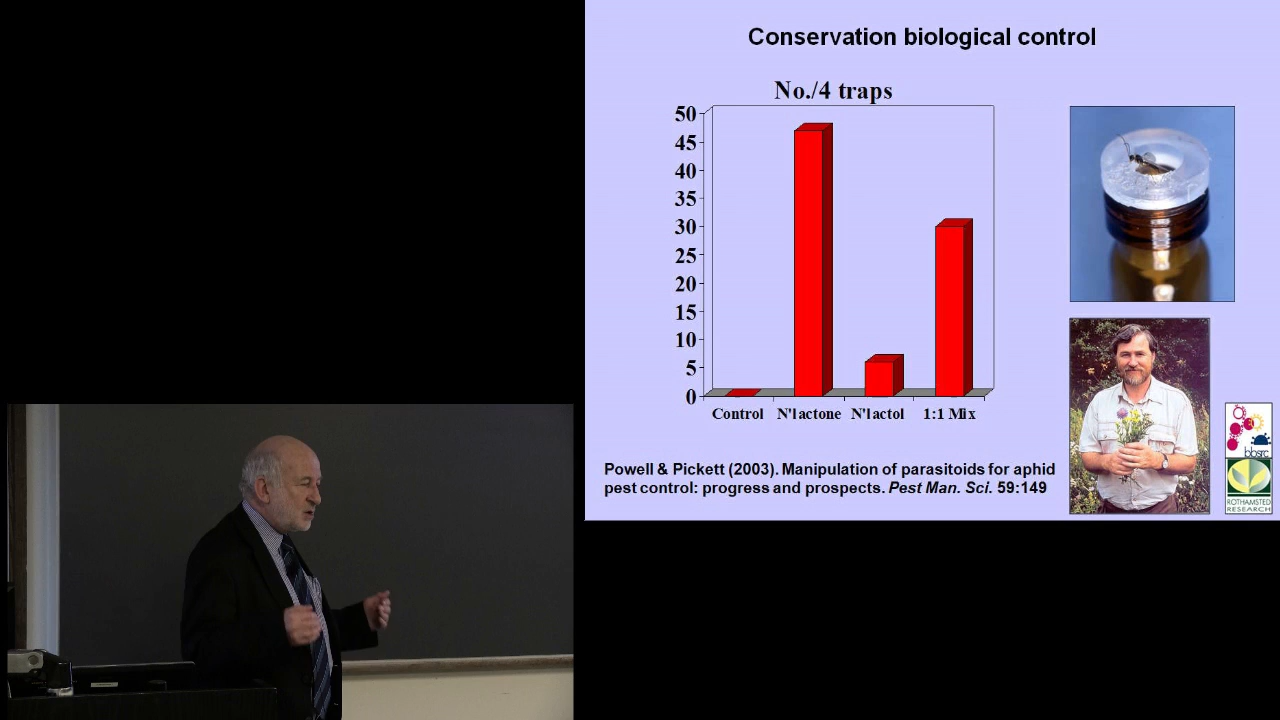 Conservation biological control
No./4 traps
50
45
40
35
30
25
20
15
10
5
0
Control
N'lactone
N'lactol
1:1 Mix
Powell & Pickett (2003). Manipulation of parasitoids for aphid
pest control: progress and prospects. Pest Man. Sci. 59:149
bbsrc
ROTHAMSTED
RESEARCH